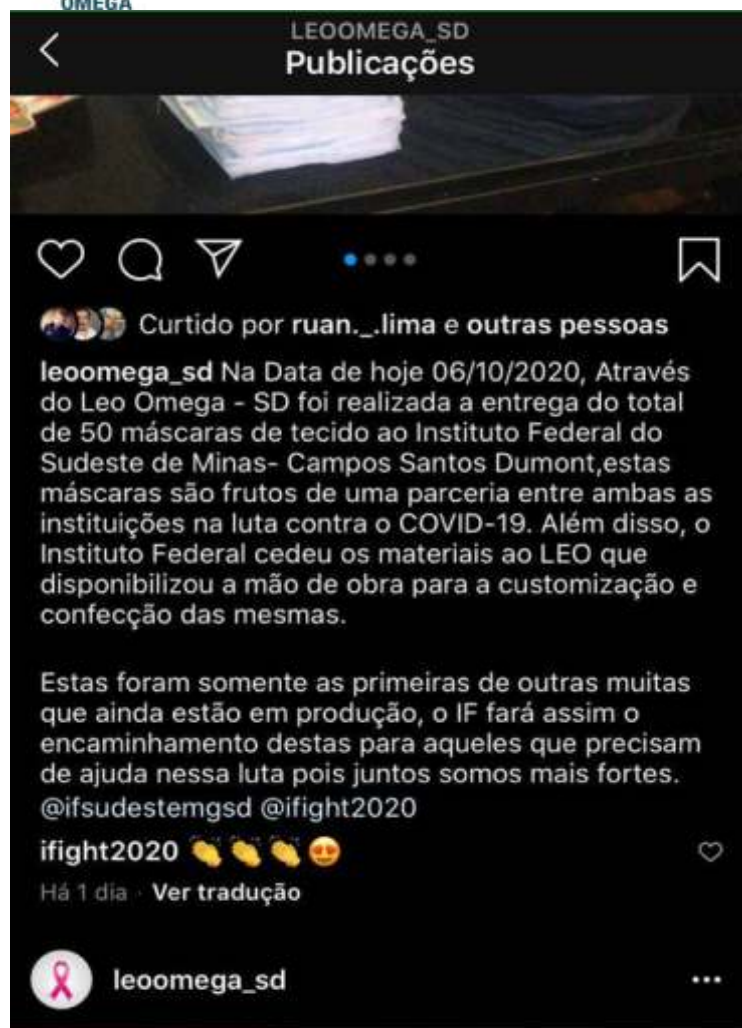 OMEGA
LEOOMEGA_SD
Publicações
Curtido por ruan._.lima e outras pessoas
leoomega_sd Na Data de hoje 06/10/2020, Através
do Leo Omega - SD foi realizada a entrega do total
de 50 máscaras de tecido ao Instituto Federal do
Sudeste de Minas- Campos Santos Dumont,estas
máscaras são frutos de uma parceria entre ambas as
instituições na luta contra o COVID-19. Além disso, o
Instituto Federal cedeu os materiais ao LEO que
disponibilizou a mão de obra para a customização e
confecção das mesmas.
Estas foram somente as primeiras de outras muitas
que ainda estão em produção, o IF fará assim o
encaminhamento destas para aqueles que precisam
de ajuda nessa luta pois juntos somos mais fortes.
@ifsudestemgsd @ifight2020
ifight2020 👏👏👏😍
Há 1 dia · Ver tradução
leoomega_sd